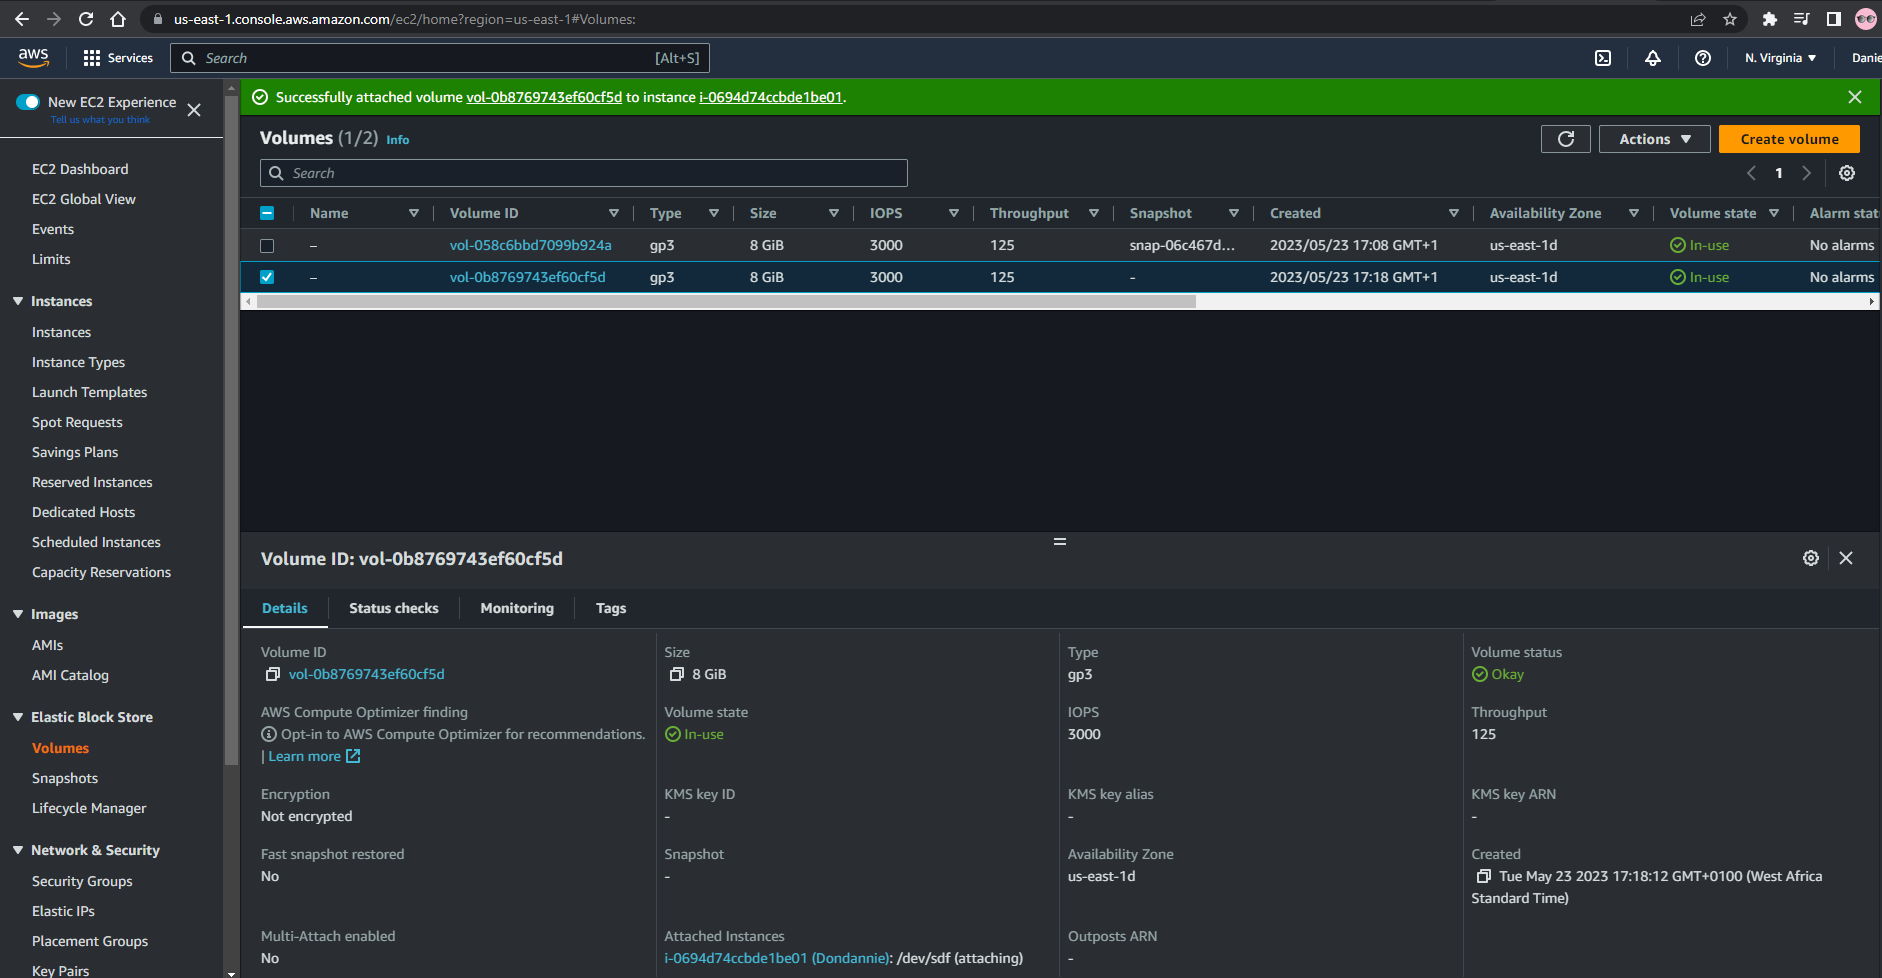 us-east-1.console.aws.amazon.com/ec2/home?region=us-east-1#Volumes:
aws Services Search [Alt+S] N. Virginia Danie
New EC2 Experience
Tell us what you think
EC2 Dashboard
EC2 Global View
Events
Limits
Instances
Instances
Instance Types
Launch Templates
Spot Requests
Savings Plans
Reserved Instances
Dedicated Hosts
Scheduled Instances
Capacity Reservations
Images
AMIs
AMI Catalog
Elastic Block Store
Volumes
Snapshots
Lifecycle Manager
Network & Security
Security Groups
Elastic IPs
Placement Groups
Key Pairs
Successfully attached volume vol-0b8769743ef60cf5d to instance i-0694d74ccbde1be01.
Volumes (1/2) Info
Actions Create volume
Search
1
Name Volume ID Type Size IOPS Throughput Snapshot Created Availability Zone Volume state Alarm stat
– vol-058c6bbd7099b924a gp3 8 GiB 3000 125 snap-06c467d... 2023/05/23 17:08 GMT+1 us-east-1d In-use No alarms
– vol-0b8769743ef60cf5d gp3 8 GiB 3000 125 - 2023/05/23 17:18 GMT+1 us-east-1d In-use No alarms
Volume ID: vol-0b8769743ef60cf5d
Details Status checks Monitoring Tags
Volume ID
vol-0b8769743ef60cf5d
Size
8 GiB
Type
gp3
Volume status
Okay
AWS Compute Optimizer finding
Opt-in to AWS Compute Optimizer for recommendations.
| Learn more
Volume state
In-use
IOPS
3000
Throughput
125
Encryption
Not encrypted
KMS key ID
-
KMS key alias
-
KMS key ARN
-
Fast snapshot restored
No
Snapshot
-
Availability Zone
us-east-1d
Created
Tue May 23 2023 17:18:12 GMT+0100 (West Africa
Standard Time)
Multi-Attach enabled
No
Attached Instances
i-0694d74ccbde1be01 (Dondannie): /dev/sdf (attaching)
Outposts ARN
-